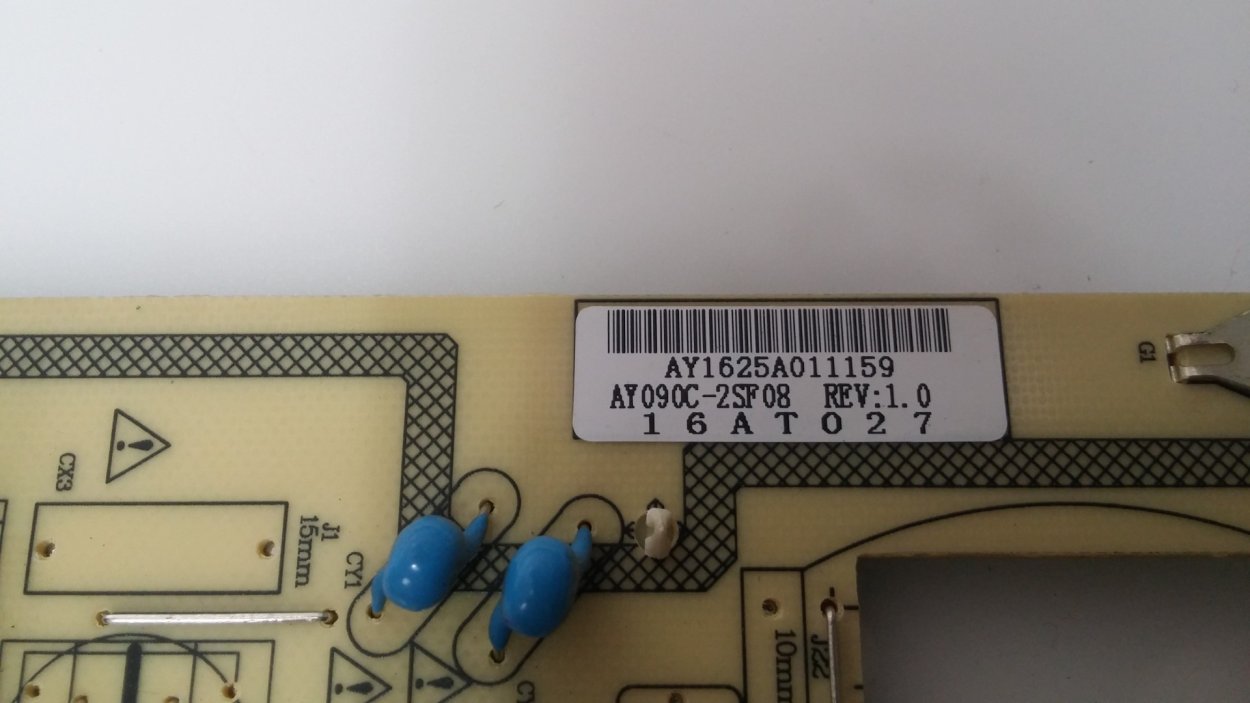 AY1625A011159
AY090C-2SF08 REV:1.0
16AT027
G1
CX3
J1
15mm
CY1
J22
10mm